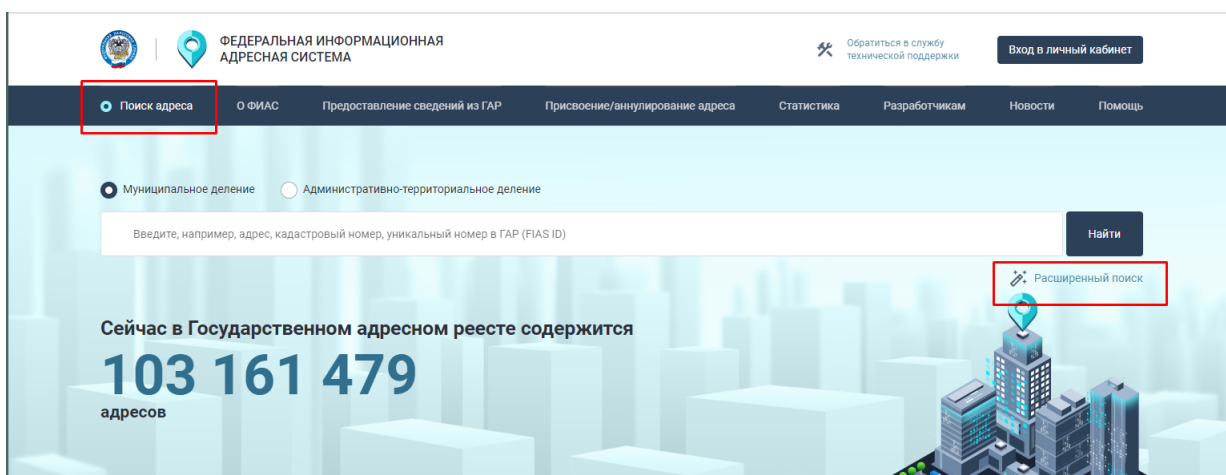 ФЕДЕРАЛЬНАЯ ИНФОРМАЦИОННАЯ
АДРЕСНАЯ СИСТЕМА
Обратиться в службу
технической поддержки
Вход в личный кабинет
Поиск адреса
О ФИАС
Предоставление сведений из ГАР
Присвоение/аннулирование адреса
Статистика
Разработчикам
Новости
Помощь
Муниципальное деление
Административно-территориальное деление
Введите, например, адрес, кадастровый номер, уникальный номер в ГАР (FIAS ID)
Найти
Расширенный поиск
Сейчас в Государственном адресном реесте содержится
103 161 479
адресов